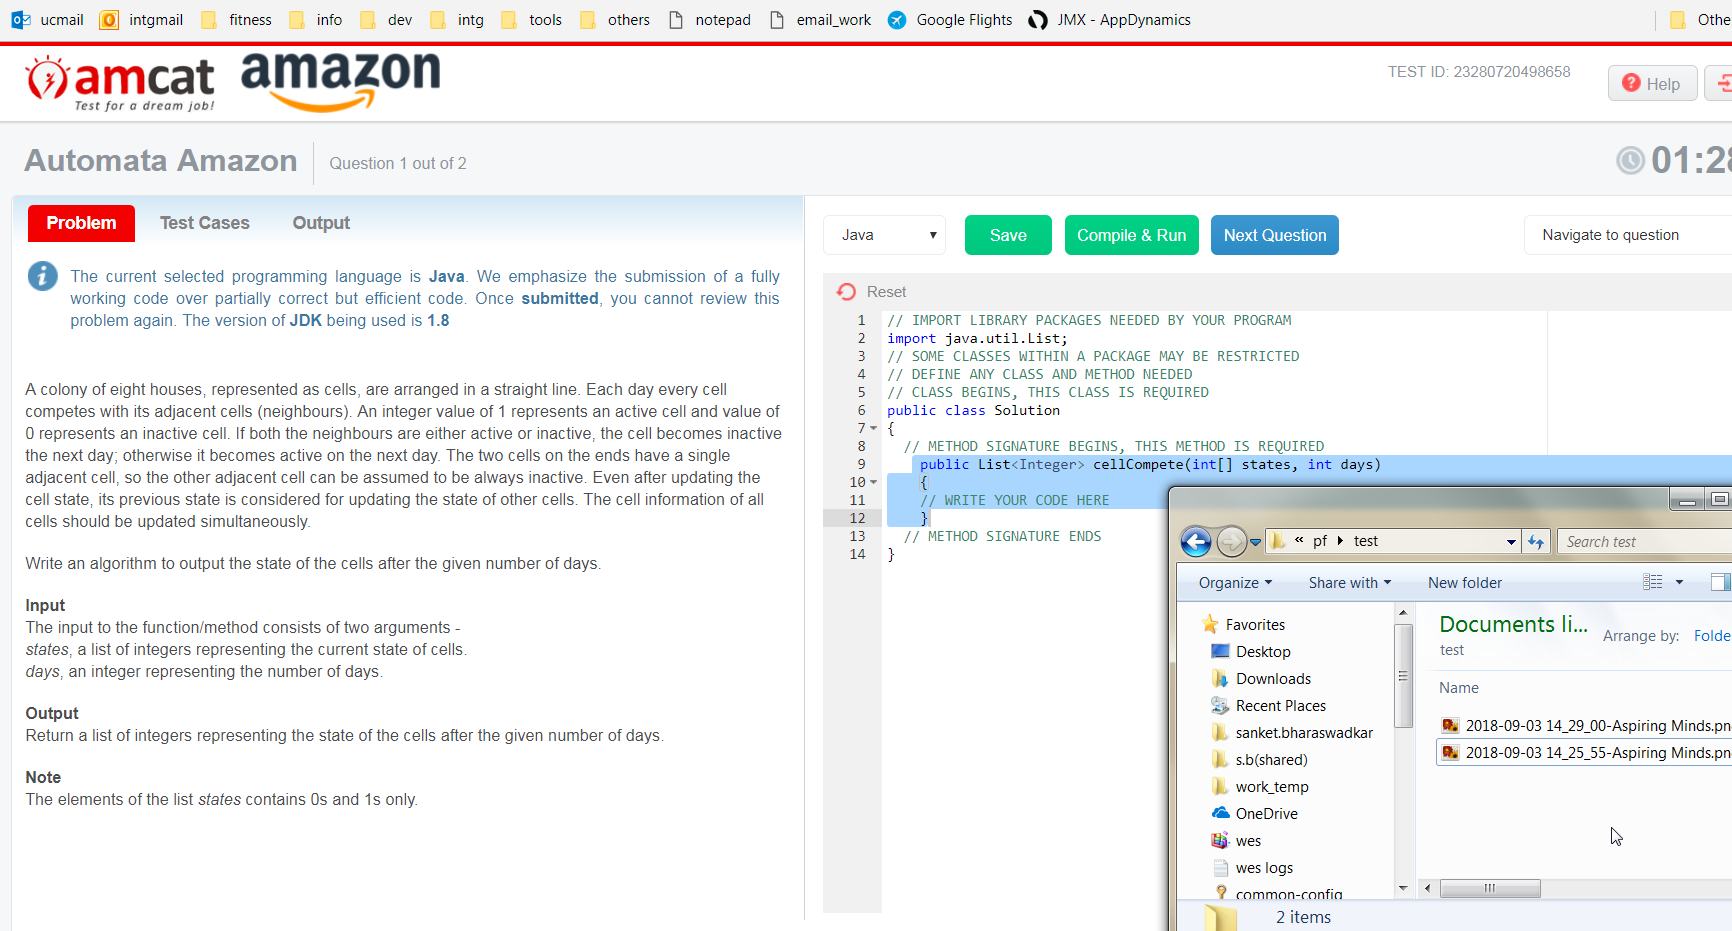 ucmail intgmail fitness info dev intg tools others notepad email_work Google Flights JMX - AppDynamics
amcat
Test for a dream job!
amazon
TEST ID: 23280720498658
Help
Automata Amazon
Question 1 out of 2
Problem Test Cases Output
Java Save Compile & Run Next Question Navigate to question
The current selected programming language is Java. We emphasize the submission of a fully
working code over partially correct but efficient code. Once submitted, you cannot review this
problem again. The version of JDK being used is 1.8
A colony of eight houses, represented as cells, are arranged in a straight line. Each day every cell
competes with its adjacent cells (neighbours). An integer value of 1 represents an active cell and value of
0 represents an inactive cell. If both the neighbours are either active or inactive, the cell becomes inactive
the next day; otherwise it becomes active on the next day. The two cells on the ends have a single
adjacent cell, so the other adjacent cell can be assumed to be always inactive. Even after updating the
cell state, its previous state is considered for updating the state of other cells. The cell information of all
cells should be updated simultaneously.
Write an algorithm to output the state of the cells after the given number of days.
Input
The input to the function/method consists of two arguments -
states, a list of integers representing the current state of cells.
days, an integer representing the number of days.
Output
Return a list of integers representing the state of the cells after the given number of days.
Note
The elements of the list states contains 0s and 1s only.
Reset
1 // IMPORT LIBRARY PACKAGES NEEDED BY YOUR PROGRAM
2 import java.util.List;
3 // SOME CLASSES WITHIN A PACKAGE MAY BE RESTRICTED
4 // DEFINE ANY CLASS AND METHOD NEEDED
5 // CLASS BEGINS, THIS CLASS IS REQUIRED
6 public class Solution
7 {
8 // METHOD SIGNATURE BEGINS, THIS METHOD IS REQUIRED
9 public List<Integer> cellCompete(int[] states, int days)
10 {
11 // WRITE YOUR CODE HERE
12 }
13 // METHOD SIGNATURE ENDS
14 }
« pf test
Search test
Organize Share with New folder
Favorites
Desktop
Downloads
Recent Places
sanket.bharaswadkar
s.b(shared)
work_temp
OneDrive
wes
wes logs
common-config
Documents li...
test
Arrange by:
Name
2018-09-03 14_29_00-Aspiring Minds.pn
2018-09-03 14_25_55-Aspiring Minds.pn
2 items